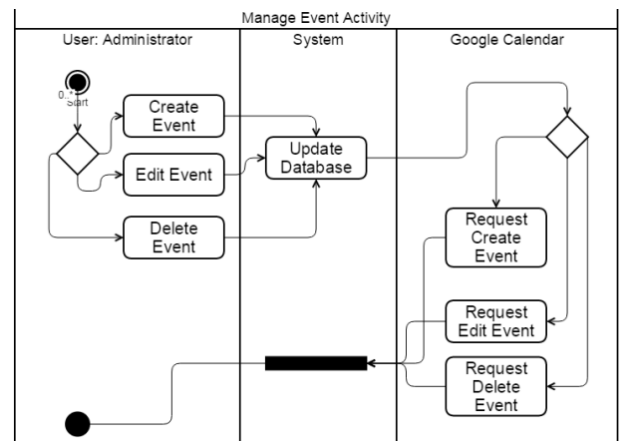 Manage Event Activity
User: Administrator
System
Google Calendar
0..*
Start
Create
Event
Edit Event
Delete
Event
Update
Database
Request
Create
Event
Request
Edit Event
Request
Delete
Event